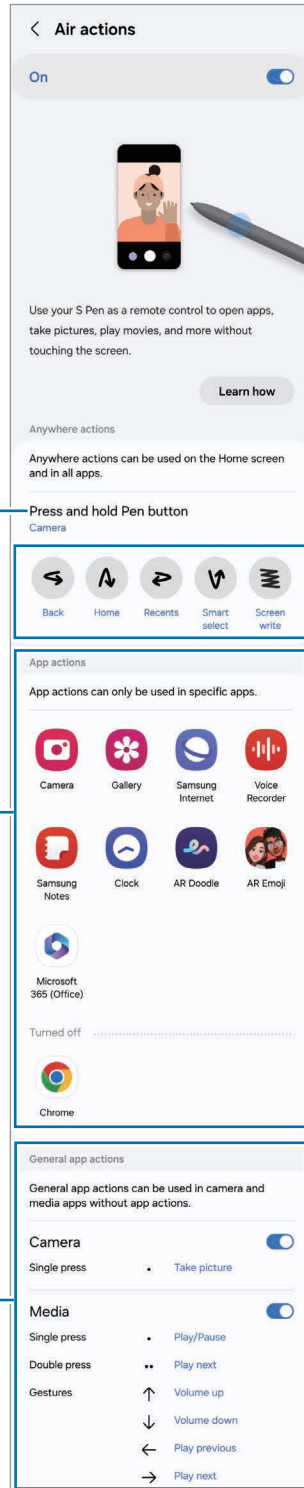 Air actions
On
Use your S Pen as a remote control to open apps,
take pictures, play movies, and more without
touching the screen.
Learn how
Anywhere actions
Anywhere actions can be used on the Home screen
and in all apps.
Press and hold Pen button
Camera
Back Home Recents Smart select Screen write
App actions
App actions can only be used in specific apps.
Camera Gallery Samsung Internet Voice Recorder
Samsung Notes Clock AR Doodle AR Emoji
Microsoft 365 (Office)
Turned off
Chrome
General app actions
General app actions can be used in camera and
media apps without app actions.
Camera
Single press Take picture
Media
Single press Play/Pause
Double press Play next
Gestures ↑ Volume up
↓ Volume down
← Play previous
→ Play next